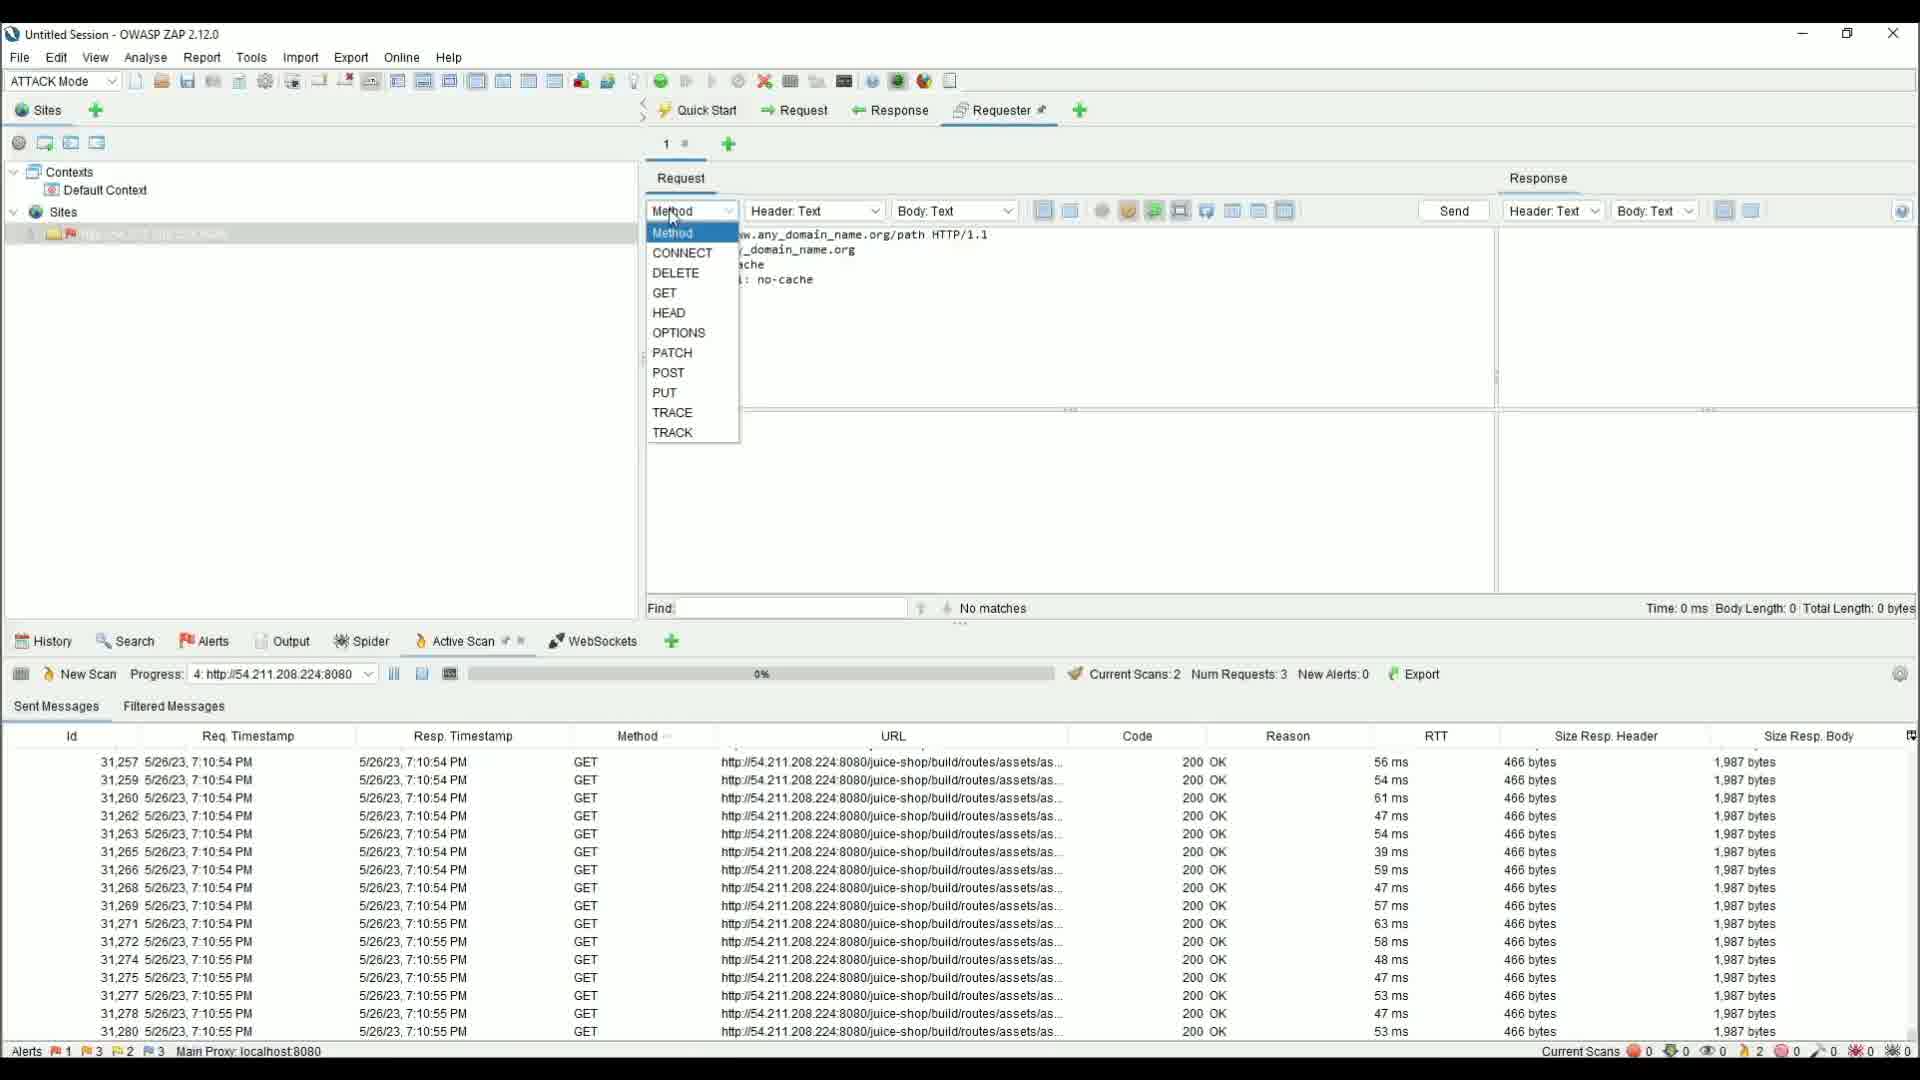 Untitled Session - OWASP ZAP 2.12.0
File Edit View Analyse Report Tools Import Export Online Help
ATTACK Mode
Sites
Quick Start Request Response Requester
1
Contexts
Default Context
Sites
Request
Response
Method Header: Text Body: Text Send Header: Text Body: Text
Method
CONNECT
DELETE
GET
HEAD
OPTIONS
PATCH
POST
PUT
TRACE
TRACK
.any_domain_name.org/path HTTP/1.1
_domain_name.org
ache
: no-cache
Find: No matches
Time: 0 ms Body Length: 0 Total Length: 0 bytes
History Search Alerts Output Spider Active Scan WebSockets
New Scan Progress: 4: http://54.211.208.224:8080 0% Current Scans: 2 Num Requests: 3 New Alerts: 0 Export
Sent Messages Filtered Messages
Id Req. Timestamp Resp. Timestamp Method URL Code Reason RTT Size Resp. Header Size Resp. Body
31,257 5/26/23, 7:10:54 PM 5/26/23, 7:10:54 PM GET http://54.211.208.224:8080/juice-shop/build/routes/assets/as... 200 OK 56 ms 466 bytes 1,987 bytes
31,259 5/26/23, 7:10:54 PM 5/26/23, 7:10:54 PM GET http://54.211.208.224:8080/juice-shop/build/routes/assets/as... 200 OK 54 ms 466 bytes 1,987 bytes
31,260 5/26/23, 7:10:54 PM 5/26/23, 7:10:54 PM GET http://54.211.208.224:8080/juice-shop/build/routes/assets/as... 200 OK 61 ms 466 bytes 1,987 bytes
31,262 5/26/23, 7:10:54 PM 5/26/23, 7:10:54 PM GET http://54.211.208.224:8080/juice-shop/build/routes/assets/as... 200 OK 47 ms 466 bytes 1,987 bytes
31,263 5/26/23, 7:10:54 PM 5/26/23, 7:10:54 PM GET http://54.211.208.224:8080/juice-shop/build/routes/assets/as... 200 OK 54 ms 466 bytes 1,987 bytes
31,265 5/26/23, 7:10:54 PM 5/26/23, 7:10:54 PM GET http://54.211.208.224:8080/juice-shop/build/routes/assets/as... 200 OK 39 ms 466 bytes 1,987 bytes
31,266 5/26/23, 7:10:54 PM 5/26/23, 7:10:54 PM GET http://54.211.208.224:8080/juice-shop/build/routes/assets/as... 200 OK 59 ms 466 bytes 1,987 bytes
31,268 5/26/23, 7:10:54 PM 5/26/23, 7:10:54 PM GET http://54.211.208.224:8080/juice-shop/build/routes/assets/as... 200 OK 47 ms 466 bytes 1,987 bytes
31,269 5/26/23, 7:10:54 PM 5/26/23, 7:10:54 PM GET http://54.211.208.224:8080/juice-shop/build/routes/assets/as... 200 OK 57 ms 466 bytes 1,987 bytes
31,271 5/26/23, 7:10:54 PM 5/26/23, 7:10:54 PM GET http://54.211.208.224:8080/juice-shop/build/routes/assets/as... 200 OK 63 ms 466 bytes 1,987 bytes
31,272 5/26/23, 7:10:55 PM 5/26/23, 7:10:55 PM GET http://54.211.208.224:8080/juice-shop/build/routes/assets/as... 200 OK 58 ms 466 bytes 1,987 bytes
31,274 5/26/23, 7:10:55 PM 5/26/23, 7:10:55 PM GET http://54.211.208.224:8080/juice-shop/build/routes/assets/as... 200 OK 48 ms 466 bytes 1,987 bytes
31,275 5/26/23, 7:10:55 PM 5/26/23, 7:10:55 PM GET http://54.211.208.224:8080/juice-shop/build/routes/assets/as... 200 OK 47 ms 466 bytes 1,987 bytes
31,277 5/26/23, 7:10:55 PM 5/26/23, 7:10:55 PM GET http://54.211.208.224:8080/juice-shop/build/routes/assets/as... 200 OK 53 ms 466 bytes 1,987 bytes
31,278 5/26/23, 7:10:55 PM 5/26/23, 7:10:55 PM GET http://54.211.208.224:8080/juice-shop/build/routes/assets/as... 200 OK 47 ms 466 bytes 1,987 bytes
31,280 5/26/23, 7:10:55 PM 5/26/23, 7:10:55 PM GET http://54.211.208.224:8080/juice-shop/build/routes/assets/as... 200 OK 53 ms 466 bytes 1,987 bytes
Alerts 1 3 2 3 Main Proxy: localhost:8080 Current Scans 0 0 0 2 0 0 0 0